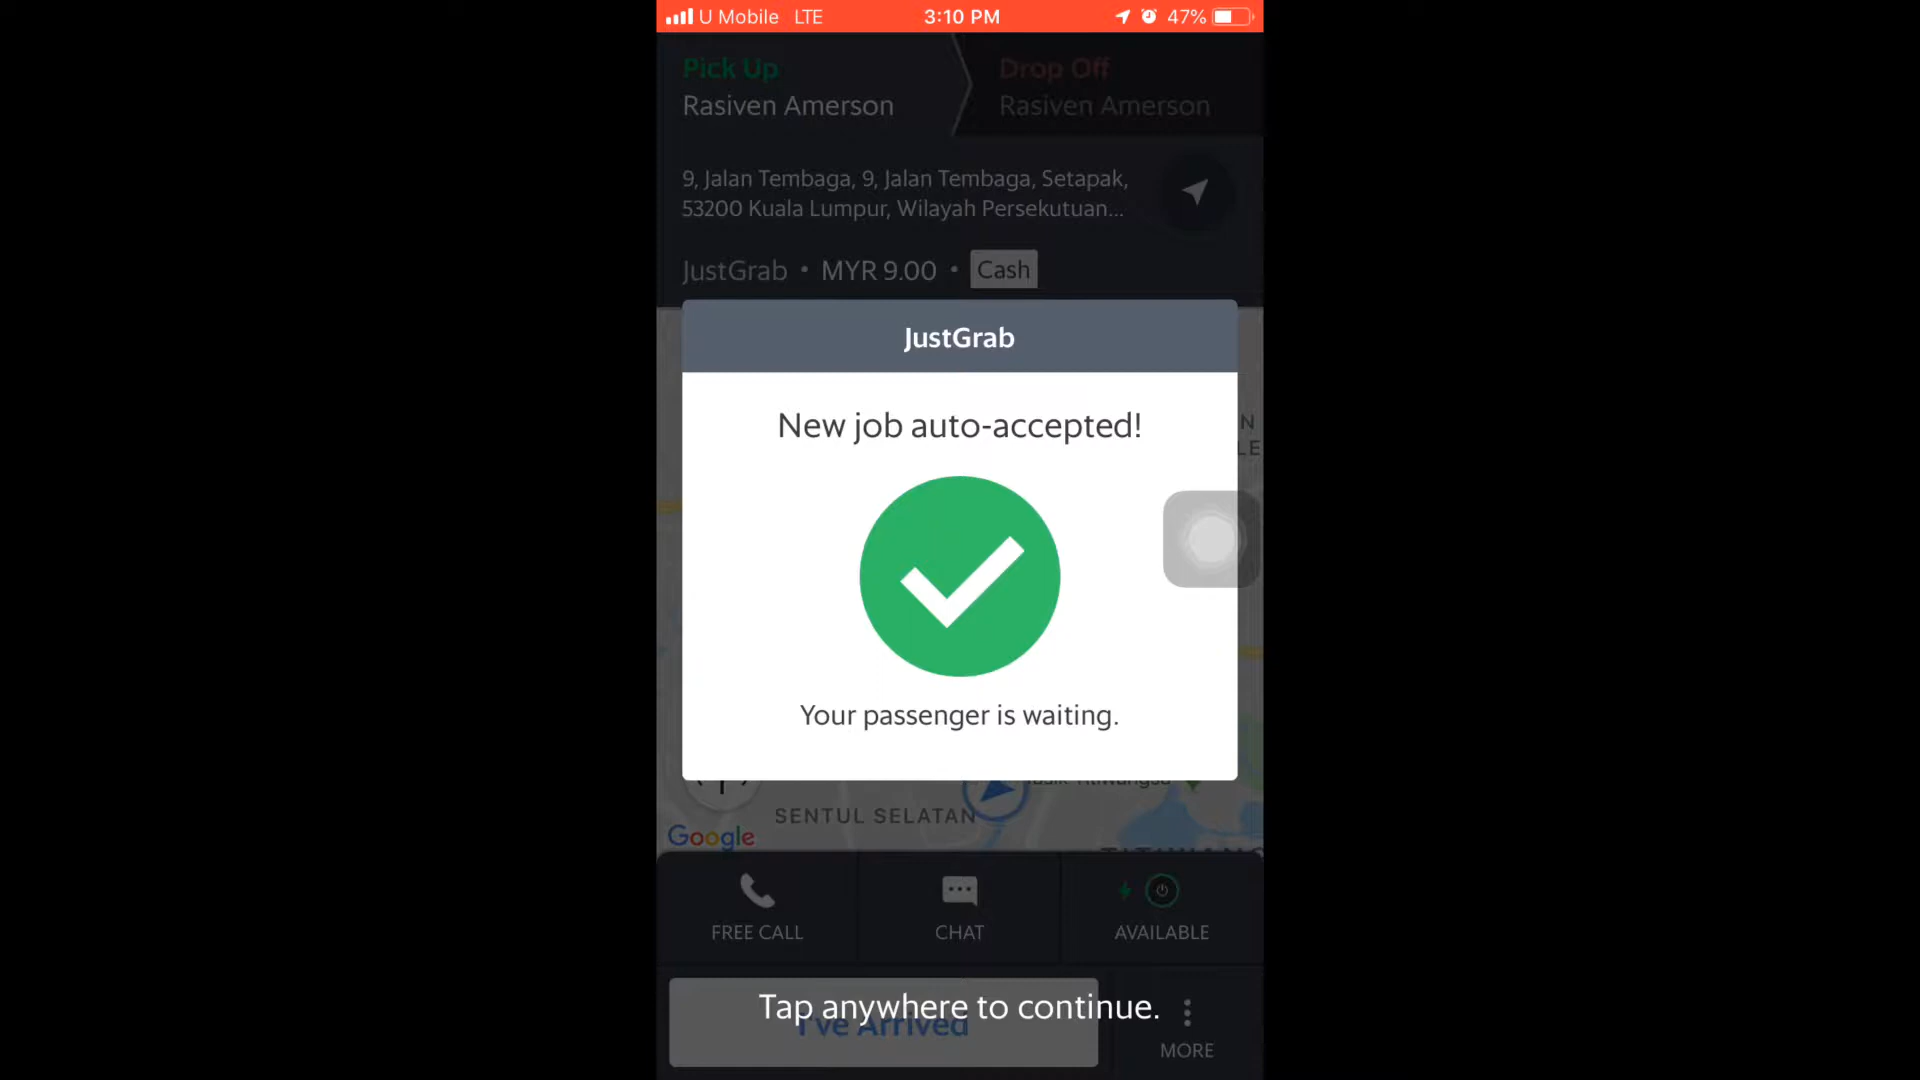 U Mobile LTE 3:10 PM 47%
Pick Up
Rasiven Amerson
Drop Off
Rasiven Amerson
9, Jalan Tembaga, 9, Jalan Tembaga, Setapak,
53200 Kuala Lumpur, Wilayah Persekutuan...
JustGrab • MYR 9.00 • Cash
JustGrab
New job auto-accepted!
Your passenger is waiting.
SENTUL SELATAN
Google
FREE CALL
CHAT
AVAILABLE
Tap anywhere to continue.
I've Arrived
MORE